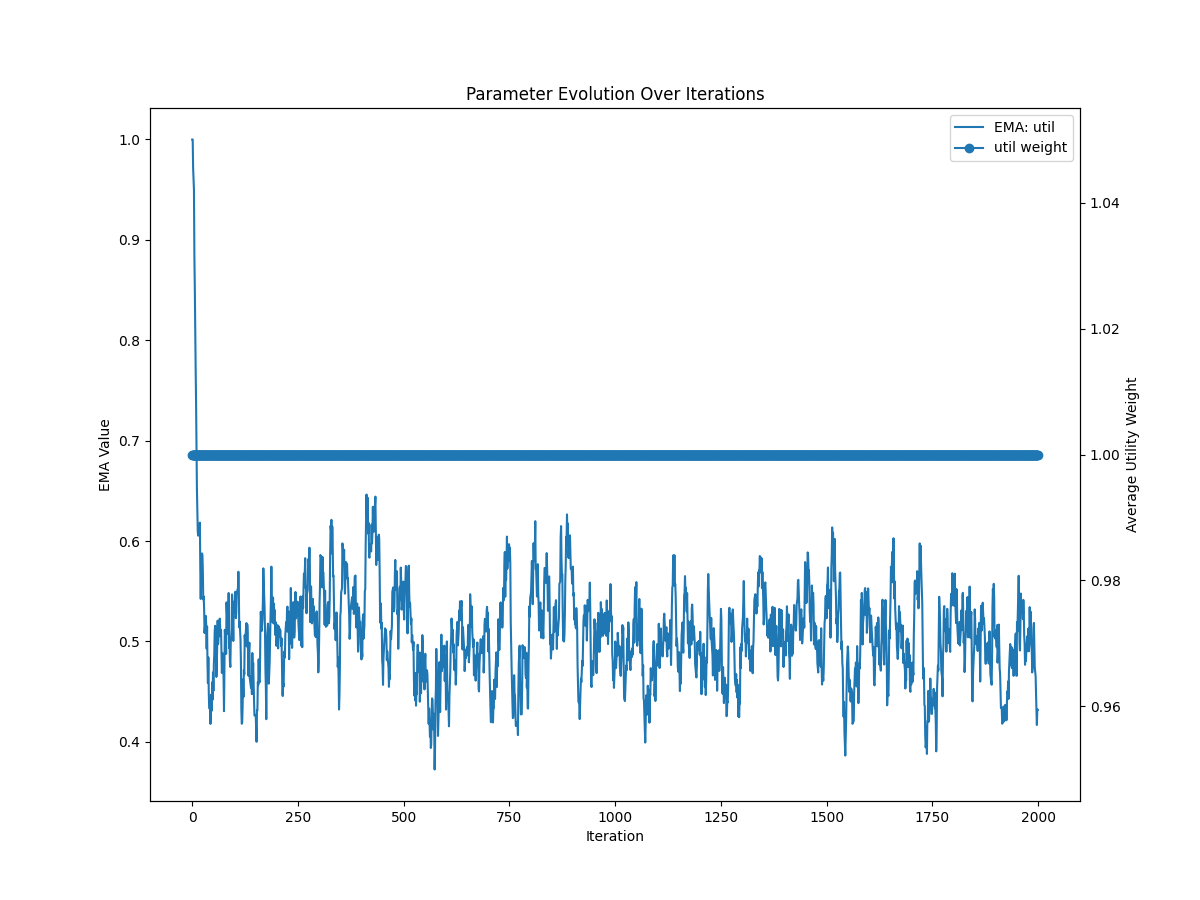 Parameter Evolution Over Iterations
EMA: util
util weight
1.0
0.9
0.8
0.7
0.6
0.5
0.4
EMA Value
1.04
1.02
1.00
0.98
0.96
Average Utility Weight
0 250 500 750 1000 1250 1500 1750 2000
Iteration